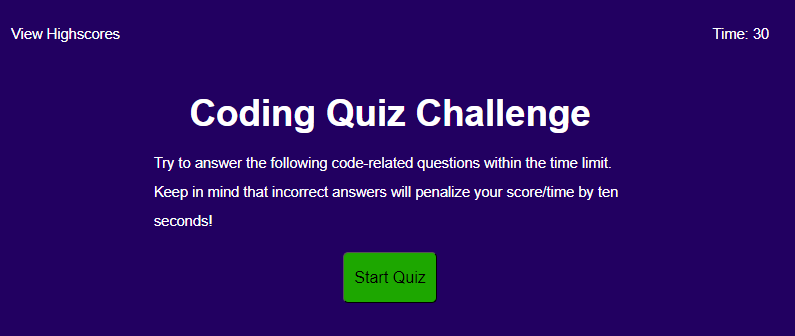 View Highscores
Time: 30
Coding Quiz Challenge
Try to answer the following code-related questions within the time limit.
Keep in mind that incorrect answers will penalize your score/time by ten
seconds!
Start Quiz